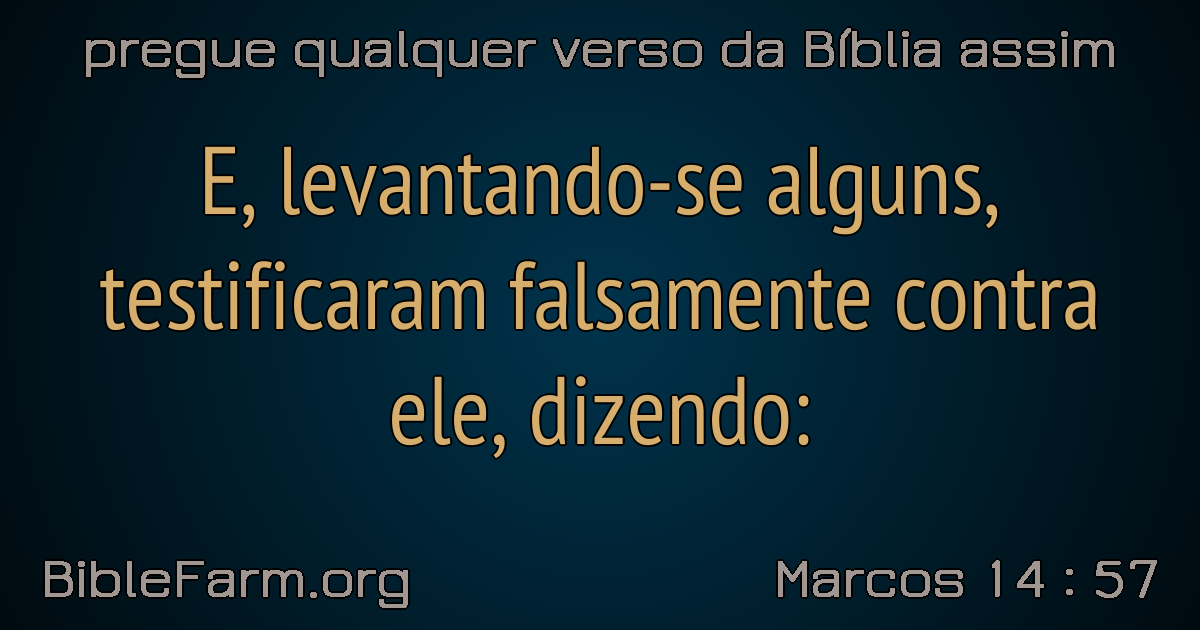 pregue qualquer verso da Bíblia assim
E, levantando-se alguns,
testificaram falsamente contra
ele, dizendo:
BibleFarm.org
Marcos 14 : 57